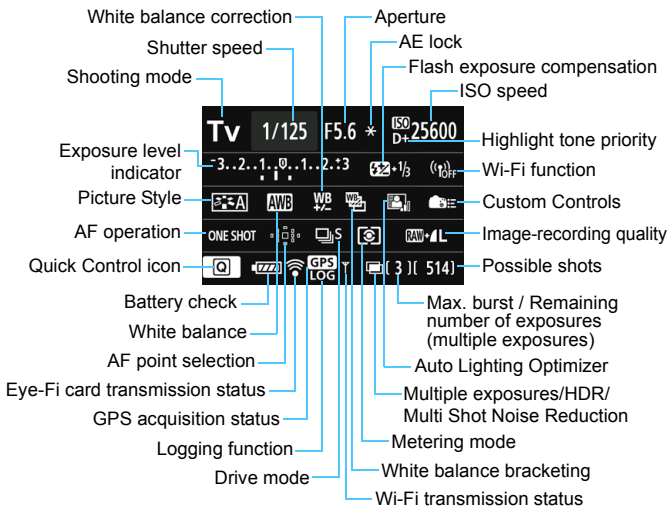 White balance correction
Aperture
Shutter speed
AE lock
Shooting mode
Flash exposure compensation
ISO speed
Tv 1/125 F5.6 * ISO D+ 25600
Highlight tone priority
Exposure level
indicator
-3..2..1..0..1..2.:+3 +1/3 OFF
Wi-Fi function
Picture Style
A AWB WB +/- WB
Custom Controls
AF operation
ONE SHOT S RAW+L
Image-recording quality
Quick Control icon
Q GPS LOG [ 3 ][ 514]
Possible shots
Battery check
Max. burst / Remaining
number of exposures
(multiple exposures)
White balance
AF point selection
Auto Lighting Optimizer
Eye-Fi card transmission status
Multiple exposures/HDR/
Multi Shot Noise Reduction
GPS acquisition status
Metering mode
Logging function
White balance bracketing
Drive mode
Wi-Fi transmission status